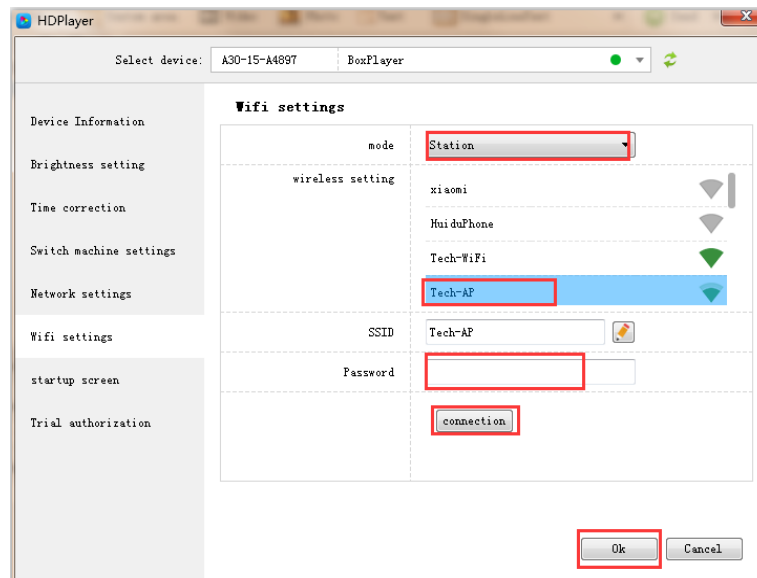 HDPlayer
Select device: A30-15-A4897 BoxPlayer
Device Information
Brightness setting
Time correction
Switch machine settings
Network settings
Wifi settings
startup screen
Trial authorization
Wifi settings
mode Station
wireless setting
xiaomi
HuiduPhone
Tech-WiFi
Tech-AP
SSID Tech-AP
Password
connection
Ok Cancel